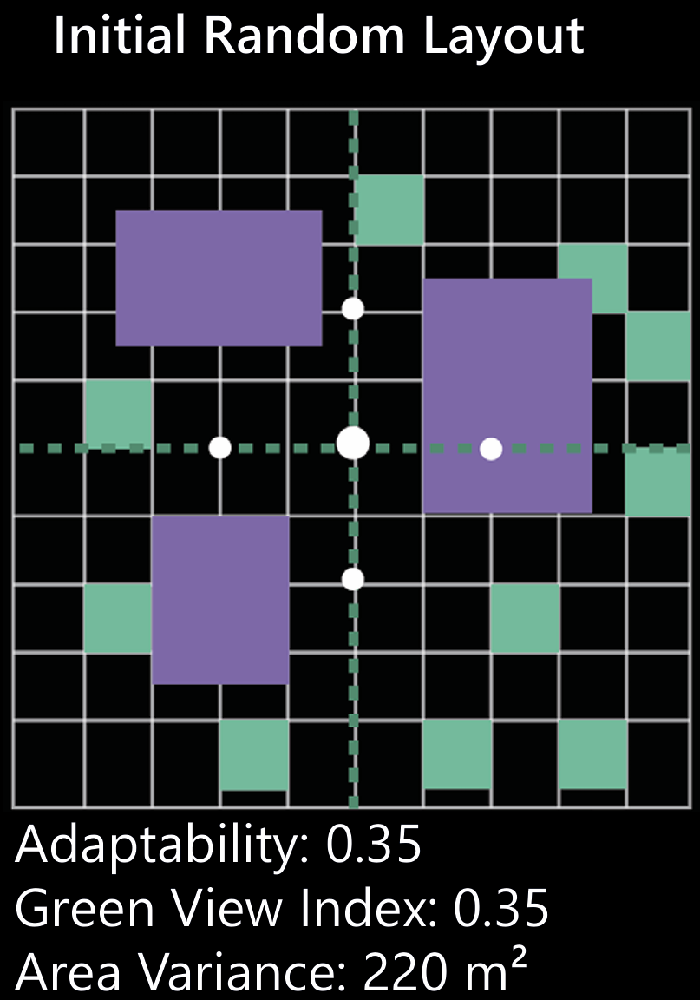 Initial Random Layout
Adaptability: 0.35
Green View Index: 0.35
Area Variance: 220 m²